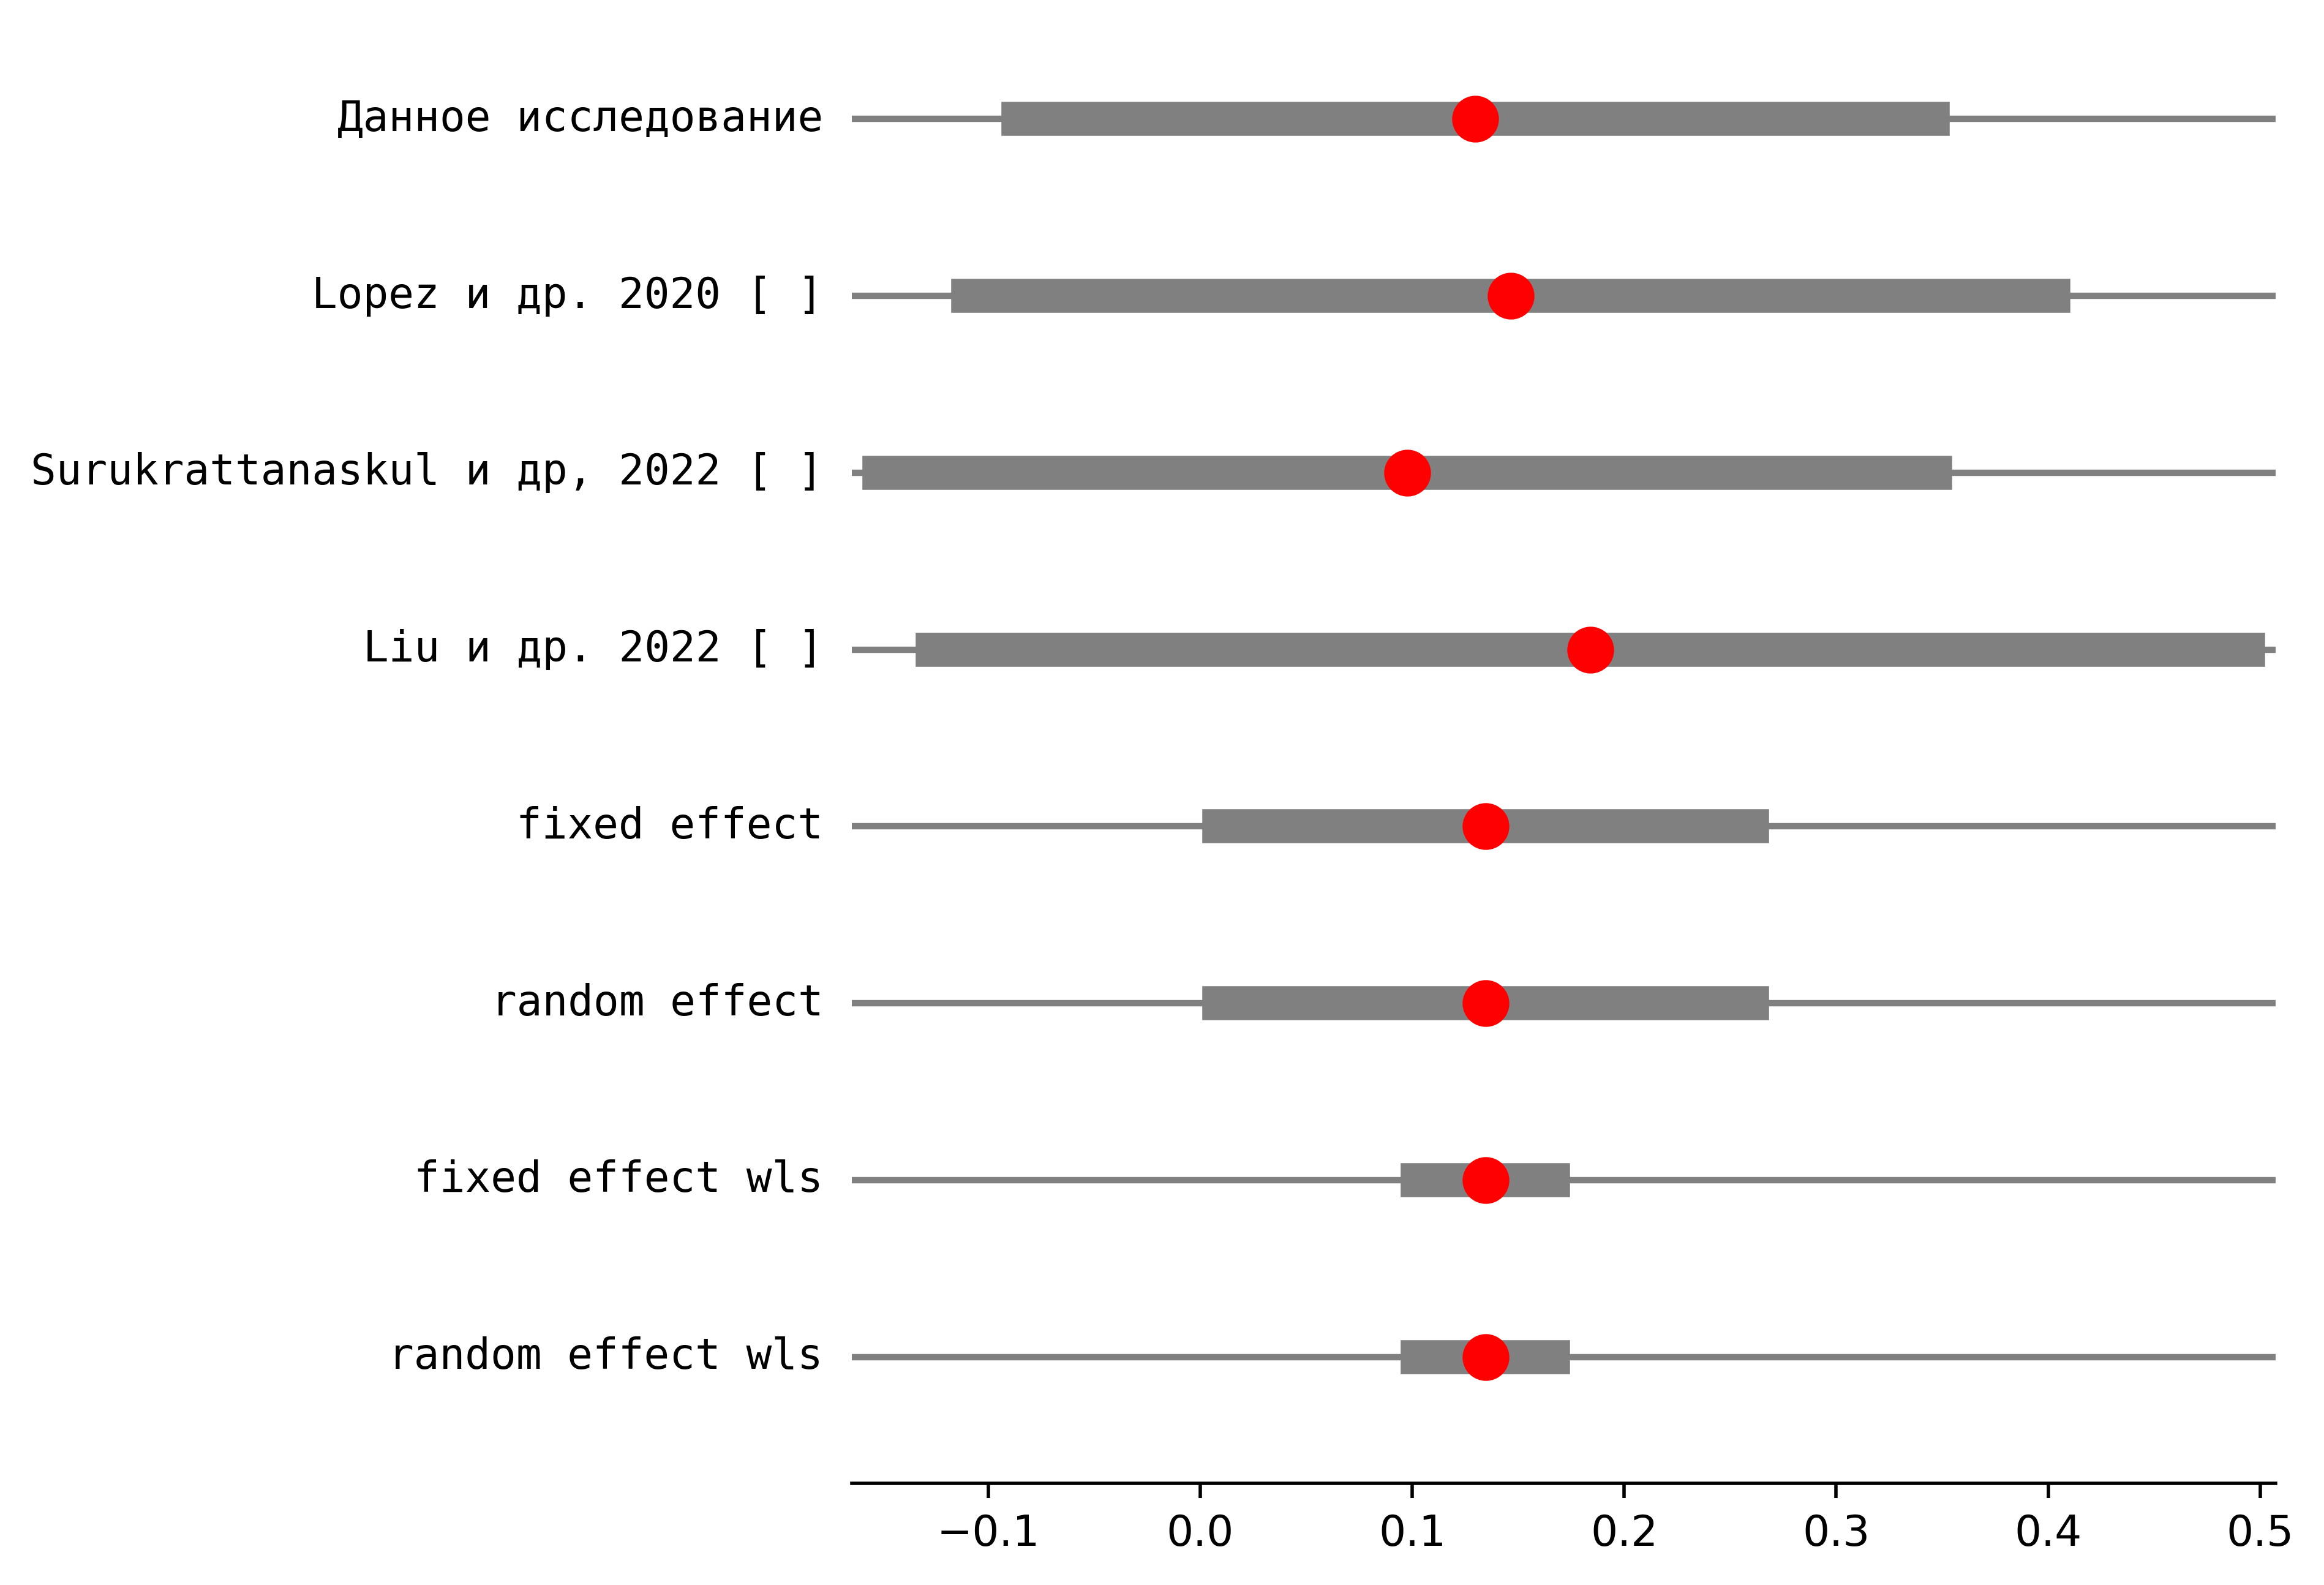 Данное исследование
Lopez и др. 2020 [ ]
Surukrattanaskul и др, 2022 [ ]
Liu и др. 2022 [ ]
fixed effect
random effect
fixed effect wls
random effect wls
−0.1 0.0 0.1 0.2 0.3 0.4 0.5